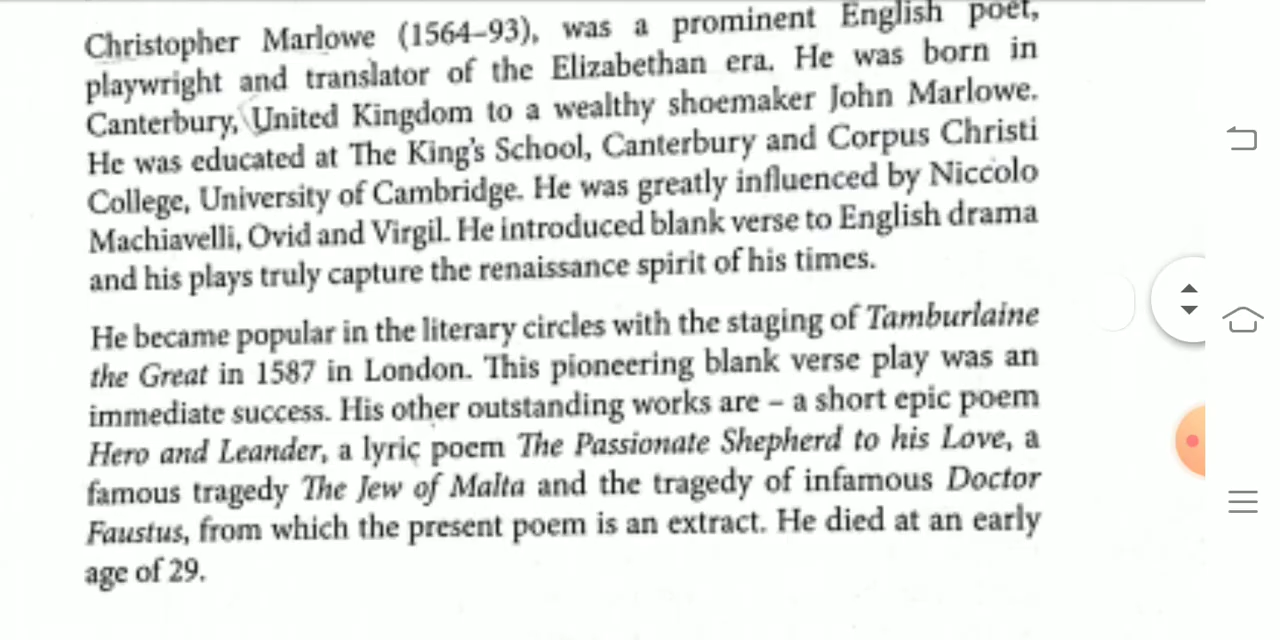 Christopher Marlowe (1564–93), was a prominent English poet,
playwright and translator of the Elizabethan era. He was born in
Canterbury, United Kingdom to a wealthy shoemaker John Marlowe.
He was educated at The King's School, Canterbury and Corpus Christi
College, University of Cambridge. He was greatly influenced by Niccolo
Machiavelli, Ovid and Virgil. He introduced blank verse to English drama
and his plays truly capture the renaissance spirit of his times.
He became popular in the literary circles with the staging of Tamburlaine
the Great in 1587 in London. This pioneering blank verse play was an
immediate success. His other outstanding works are – a short epic poem
Hero and Leander, a lyric poem The Passionate Shepherd to his Love, a
famous tragedy The Jew of Malta and the tragedy of infamous Doctor
Faustus, from which the present poem is an extract. He died at an early
age of 29.